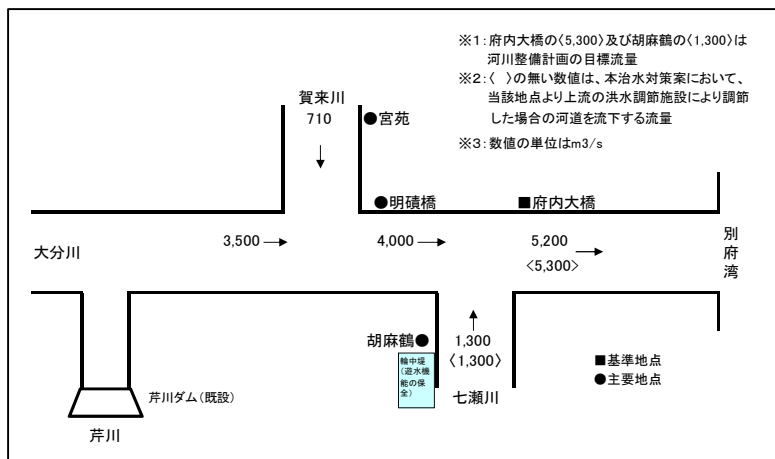 ※1:府内大橋の〈5,300〉及び胡麻鶴の〈1,300〉は
河川整備計画の目標流量
※2:〈 〉の無い数値は、本治水対策案において、
当該地点より上流の洪水調節施設により調節
した場合の河道を流下する流量
※3:数値の単位はm3/s
賀来川
710
●宮苑
↓
●明磧橋
■府内大橋
大分川
3,500→
4,000→
5,200→
〈5,300〉
別府湾
胡麻鶴●
↑
1,300
〈1,300〉
輪中堤
(遊水機
能の保
全)
七瀬川
■基準地点
●主要地点
芹川ダム(既設)
芹川